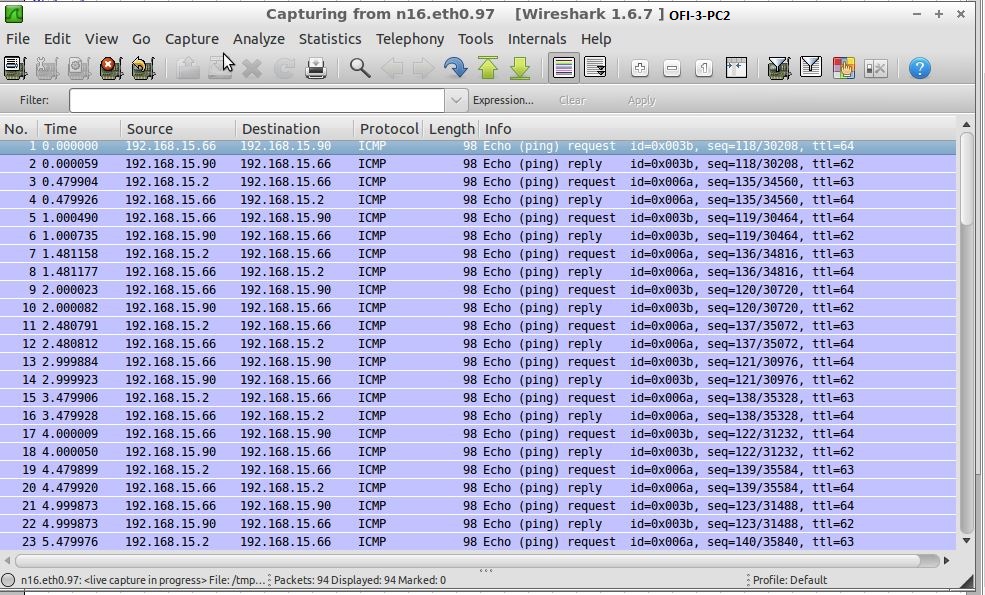 Capturing from n16.eth0.97 [Wireshark 1.6.7 ] OFI-3-PC2
File Edit View Go Capture Analyze Statistics Telephony Tools Internals Help
Filter: Expression... Clear Apply
No. Time Source Destination Protocol Length Info
1 0.000000 192.168.15.66 192.168.15.90 ICMP 98 Echo (ping) request id=0x003b, seq=118/30208, ttl=64
2 0.000059 192.168.15.90 192.168.15.66 ICMP 98 Echo (ping) reply id=0x003b, seq=118/30208, ttl=62
3 0.479904 192.168.15.2 192.168.15.66 ICMP 98 Echo (ping) request id=0x006a, seq=135/34560, ttl=63
4 0.479926 192.168.15.66 192.168.15.2 ICMP 98 Echo (ping) reply id=0x006a, seq=135/34560, ttl=64
5 1.000490 192.168.15.66 192.168.15.90 ICMP 98 Echo (ping) request id=0x003b, seq=119/30464, ttl=64
6 1.000735 192.168.15.90 192.168.15.66 ICMP 98 Echo (ping) reply id=0x003b, seq=119/30464, ttl=62
7 1.481158 192.168.15.2 192.168.15.66 ICMP 98 Echo (ping) request id=0x006a, seq=136/34816, ttl=63
8 1.481177 192.168.15.66 192.168.15.2 ICMP 98 Echo (ping) reply id=0x006a, seq=136/34816, ttl=64
9 2.000023 192.168.15.66 192.168.15.90 ICMP 98 Echo (ping) request id=0x003b, seq=120/30720, ttl=64
10 2.000082 192.168.15.90 192.168.15.66 ICMP 98 Echo (ping) reply id=0x003b, seq=120/30720, ttl=62
11 2.480791 192.168.15.2 192.168.15.66 ICMP 98 Echo (ping) request id=0x006a, seq=137/35072, ttl=63
12 2.480812 192.168.15.66 192.168.15.2 ICMP 98 Echo (ping) reply id=0x006a, seq=137/35072, ttl=64
13 2.999884 192.168.15.66 192.168.15.90 ICMP 98 Echo (ping) request id=0x003b, seq=121/30976, ttl=64
14 2.999923 192.168.15.90 192.168.15.66 ICMP 98 Echo (ping) reply id=0x003b, seq=121/30976, ttl=62
15 3.479906 192.168.15.2 192.168.15.66 ICMP 98 Echo (ping) request id=0x006a, seq=138/35328, ttl=63
16 3.479928 192.168.15.66 192.168.15.2 ICMP 98 Echo (ping) reply id=0x006a, seq=138/35328, ttl=64
17 4.000009 192.168.15.66 192.168.15.90 ICMP 98 Echo (ping) request id=0x003b, seq=122/31232, ttl=64
18 4.000050 192.168.15.90 192.168.15.66 ICMP 98 Echo (ping) reply id=0x003b, seq=122/31232, ttl=62
19 4.479899 192.168.15.2 192.168.15.66 ICMP 98 Echo (ping) request id=0x006a, seq=139/35584, ttl=63
20 4.479920 192.168.15.66 192.168.15.2 ICMP 98 Echo (ping) reply id=0x006a, seq=139/35584, ttl=64
21 4.999873 192.168.15.66 192.168.15.90 ICMP 98 Echo (ping) request id=0x003b, seq=123/31488, ttl=64
22 4.999873 192.168.15.90 192.168.15.66 ICMP 98 Echo (ping) reply id=0x003b, seq=123/31488, ttl=62
23 5.479976 192.168.15.2 192.168.15.66 ICMP 98 Echo (ping) request id=0x006a, seq=140/35840, ttl=63
n16.eth0.97: <live capture in progress> File: /tmp... Packets: 94 Displayed: 94 Marked: 0 Profile: Default